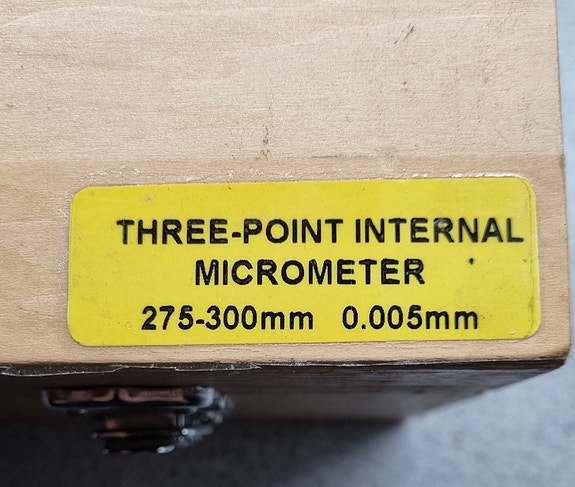 THREE-POINT INTERNAL
MICROMETER
275-300mm 0.005mm